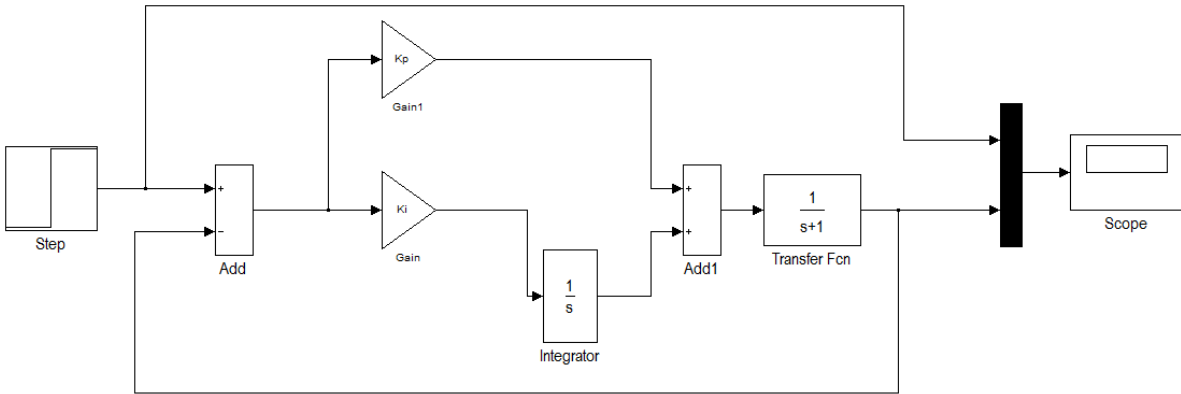 Kp
Gain1
Step
+
−
Add
Ki
Gain
1
s
Integrator
+
+
Add1
1
s+1
Transfer Fcn
Scope